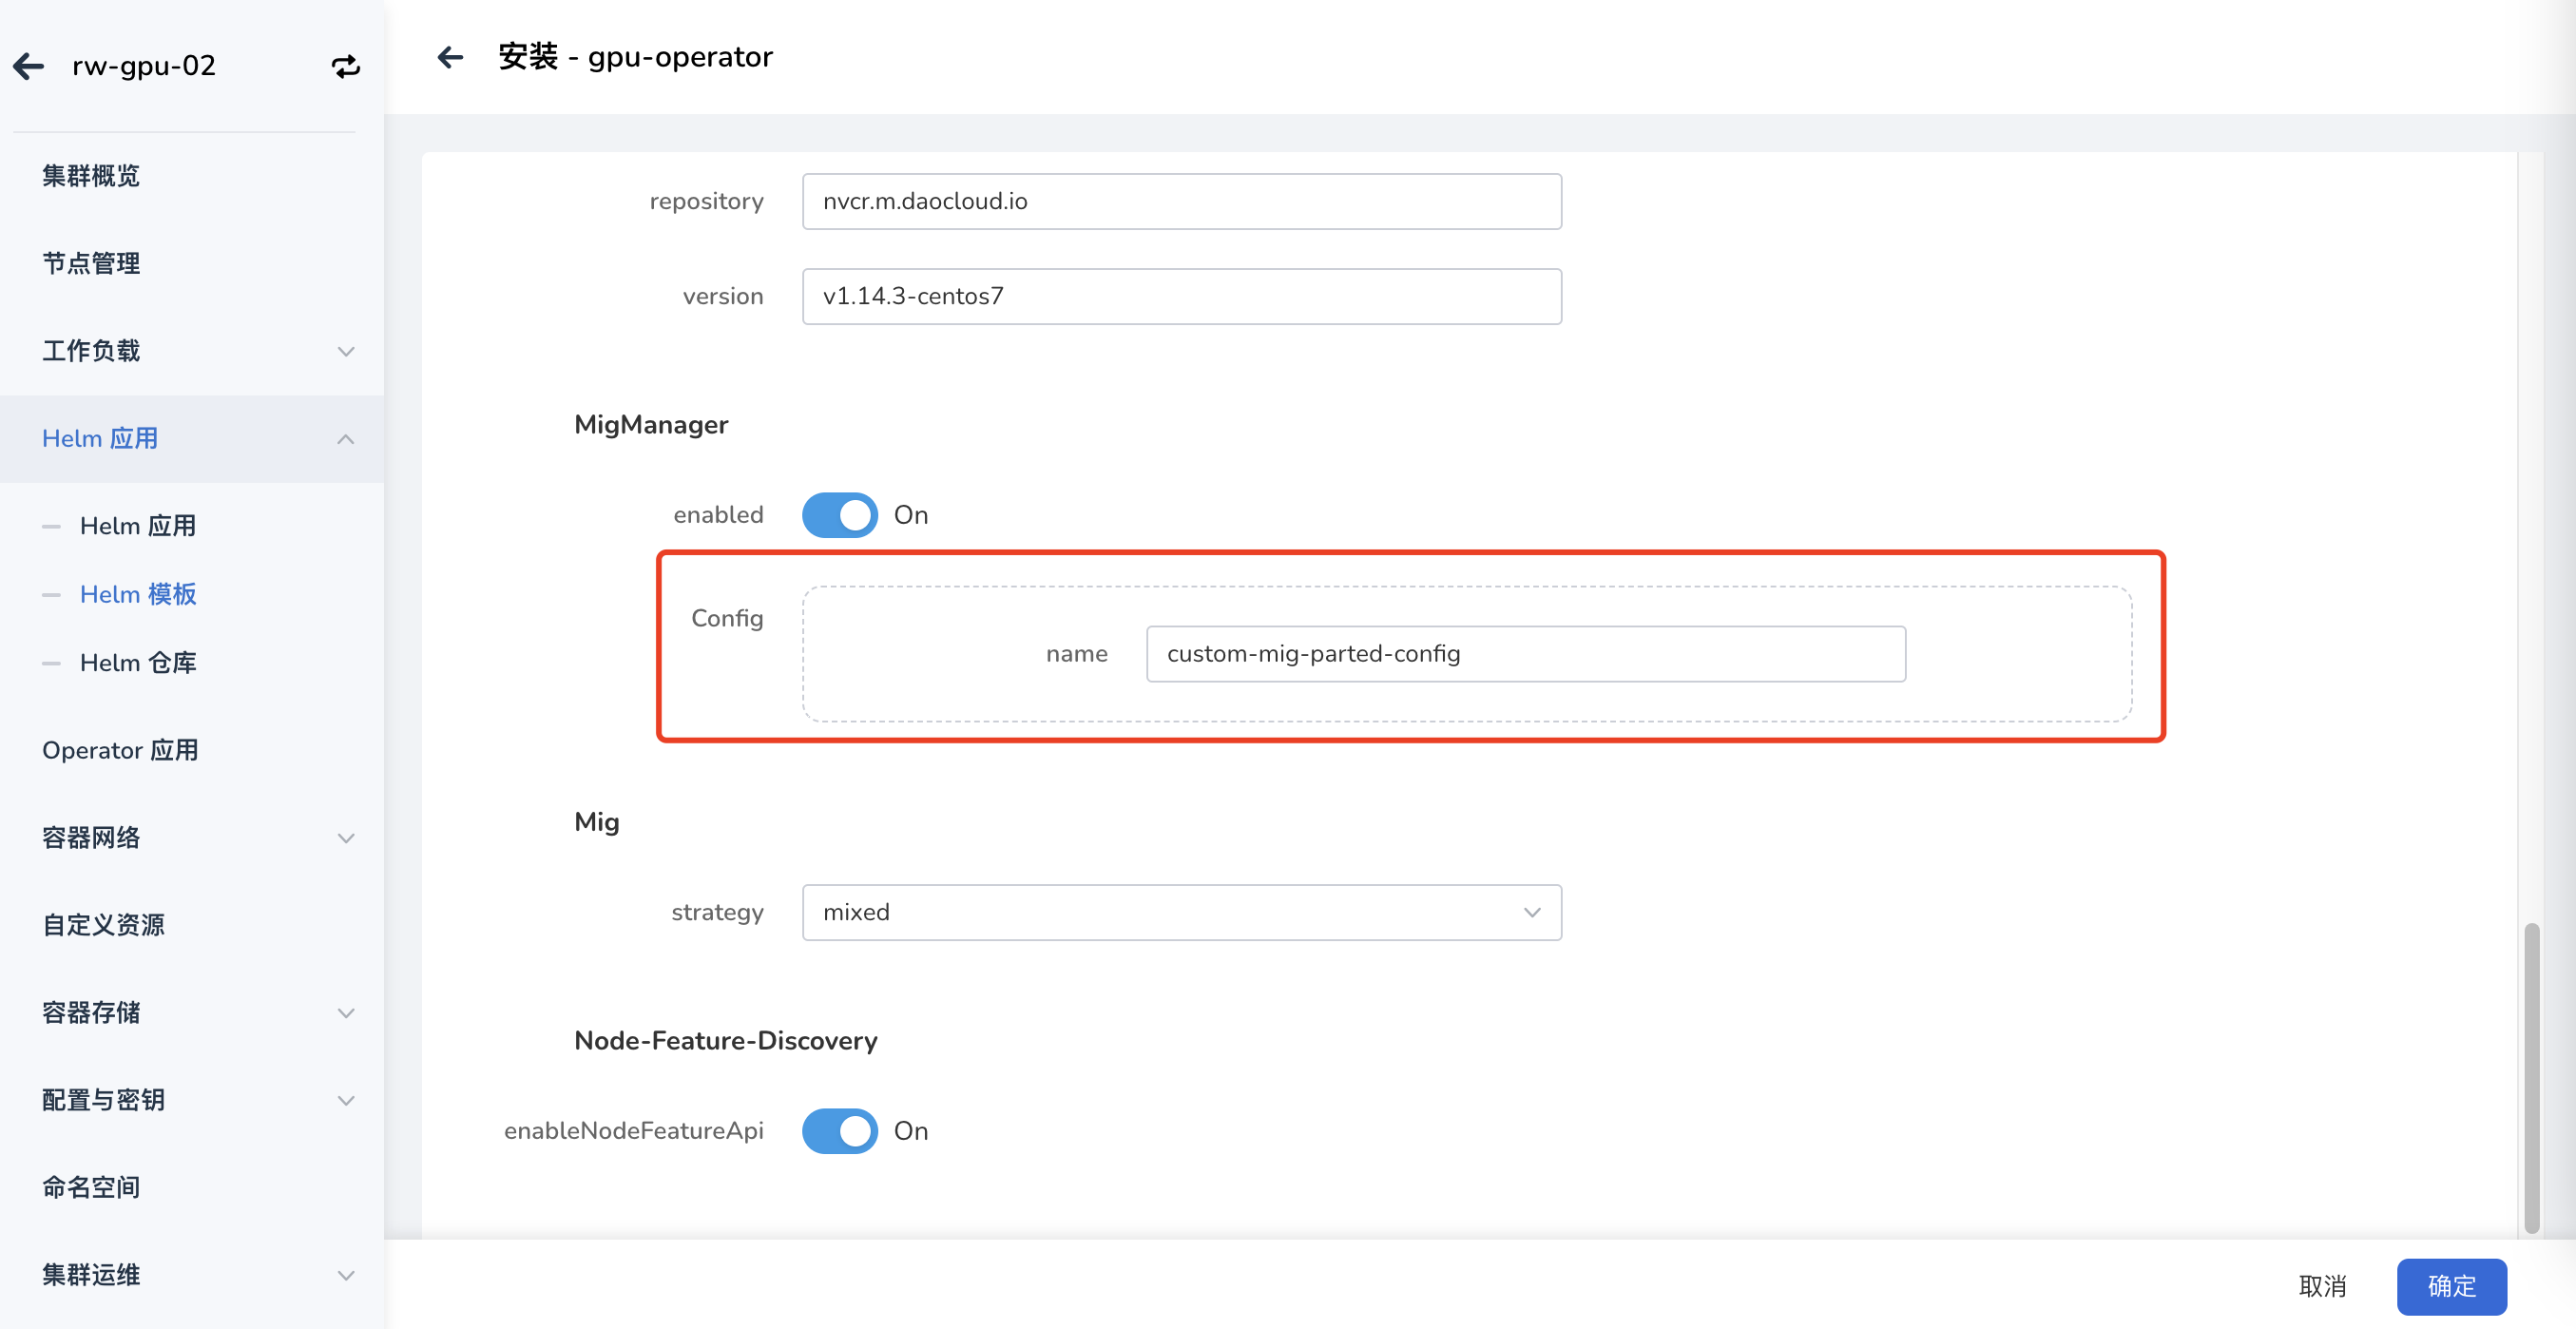 rw-gpu-02
集群概览
节点管理
工作负载
Helm 应用
Helm 应用
Helm 模板
Helm 仓库
Operator 应用
容器网络
自定义资源
容器存储
配置与密钥
命名空间
集群运维
安装 - gpu-operator
repository nvcr.m.daocloud.io
version v1.14.3-centos7
MigManager
enabled On
Config
name custom-mig-parted-config
Mig
strategy mixed
Node-Feature-Discovery
enableNodeFeatureApi On
取消 确定